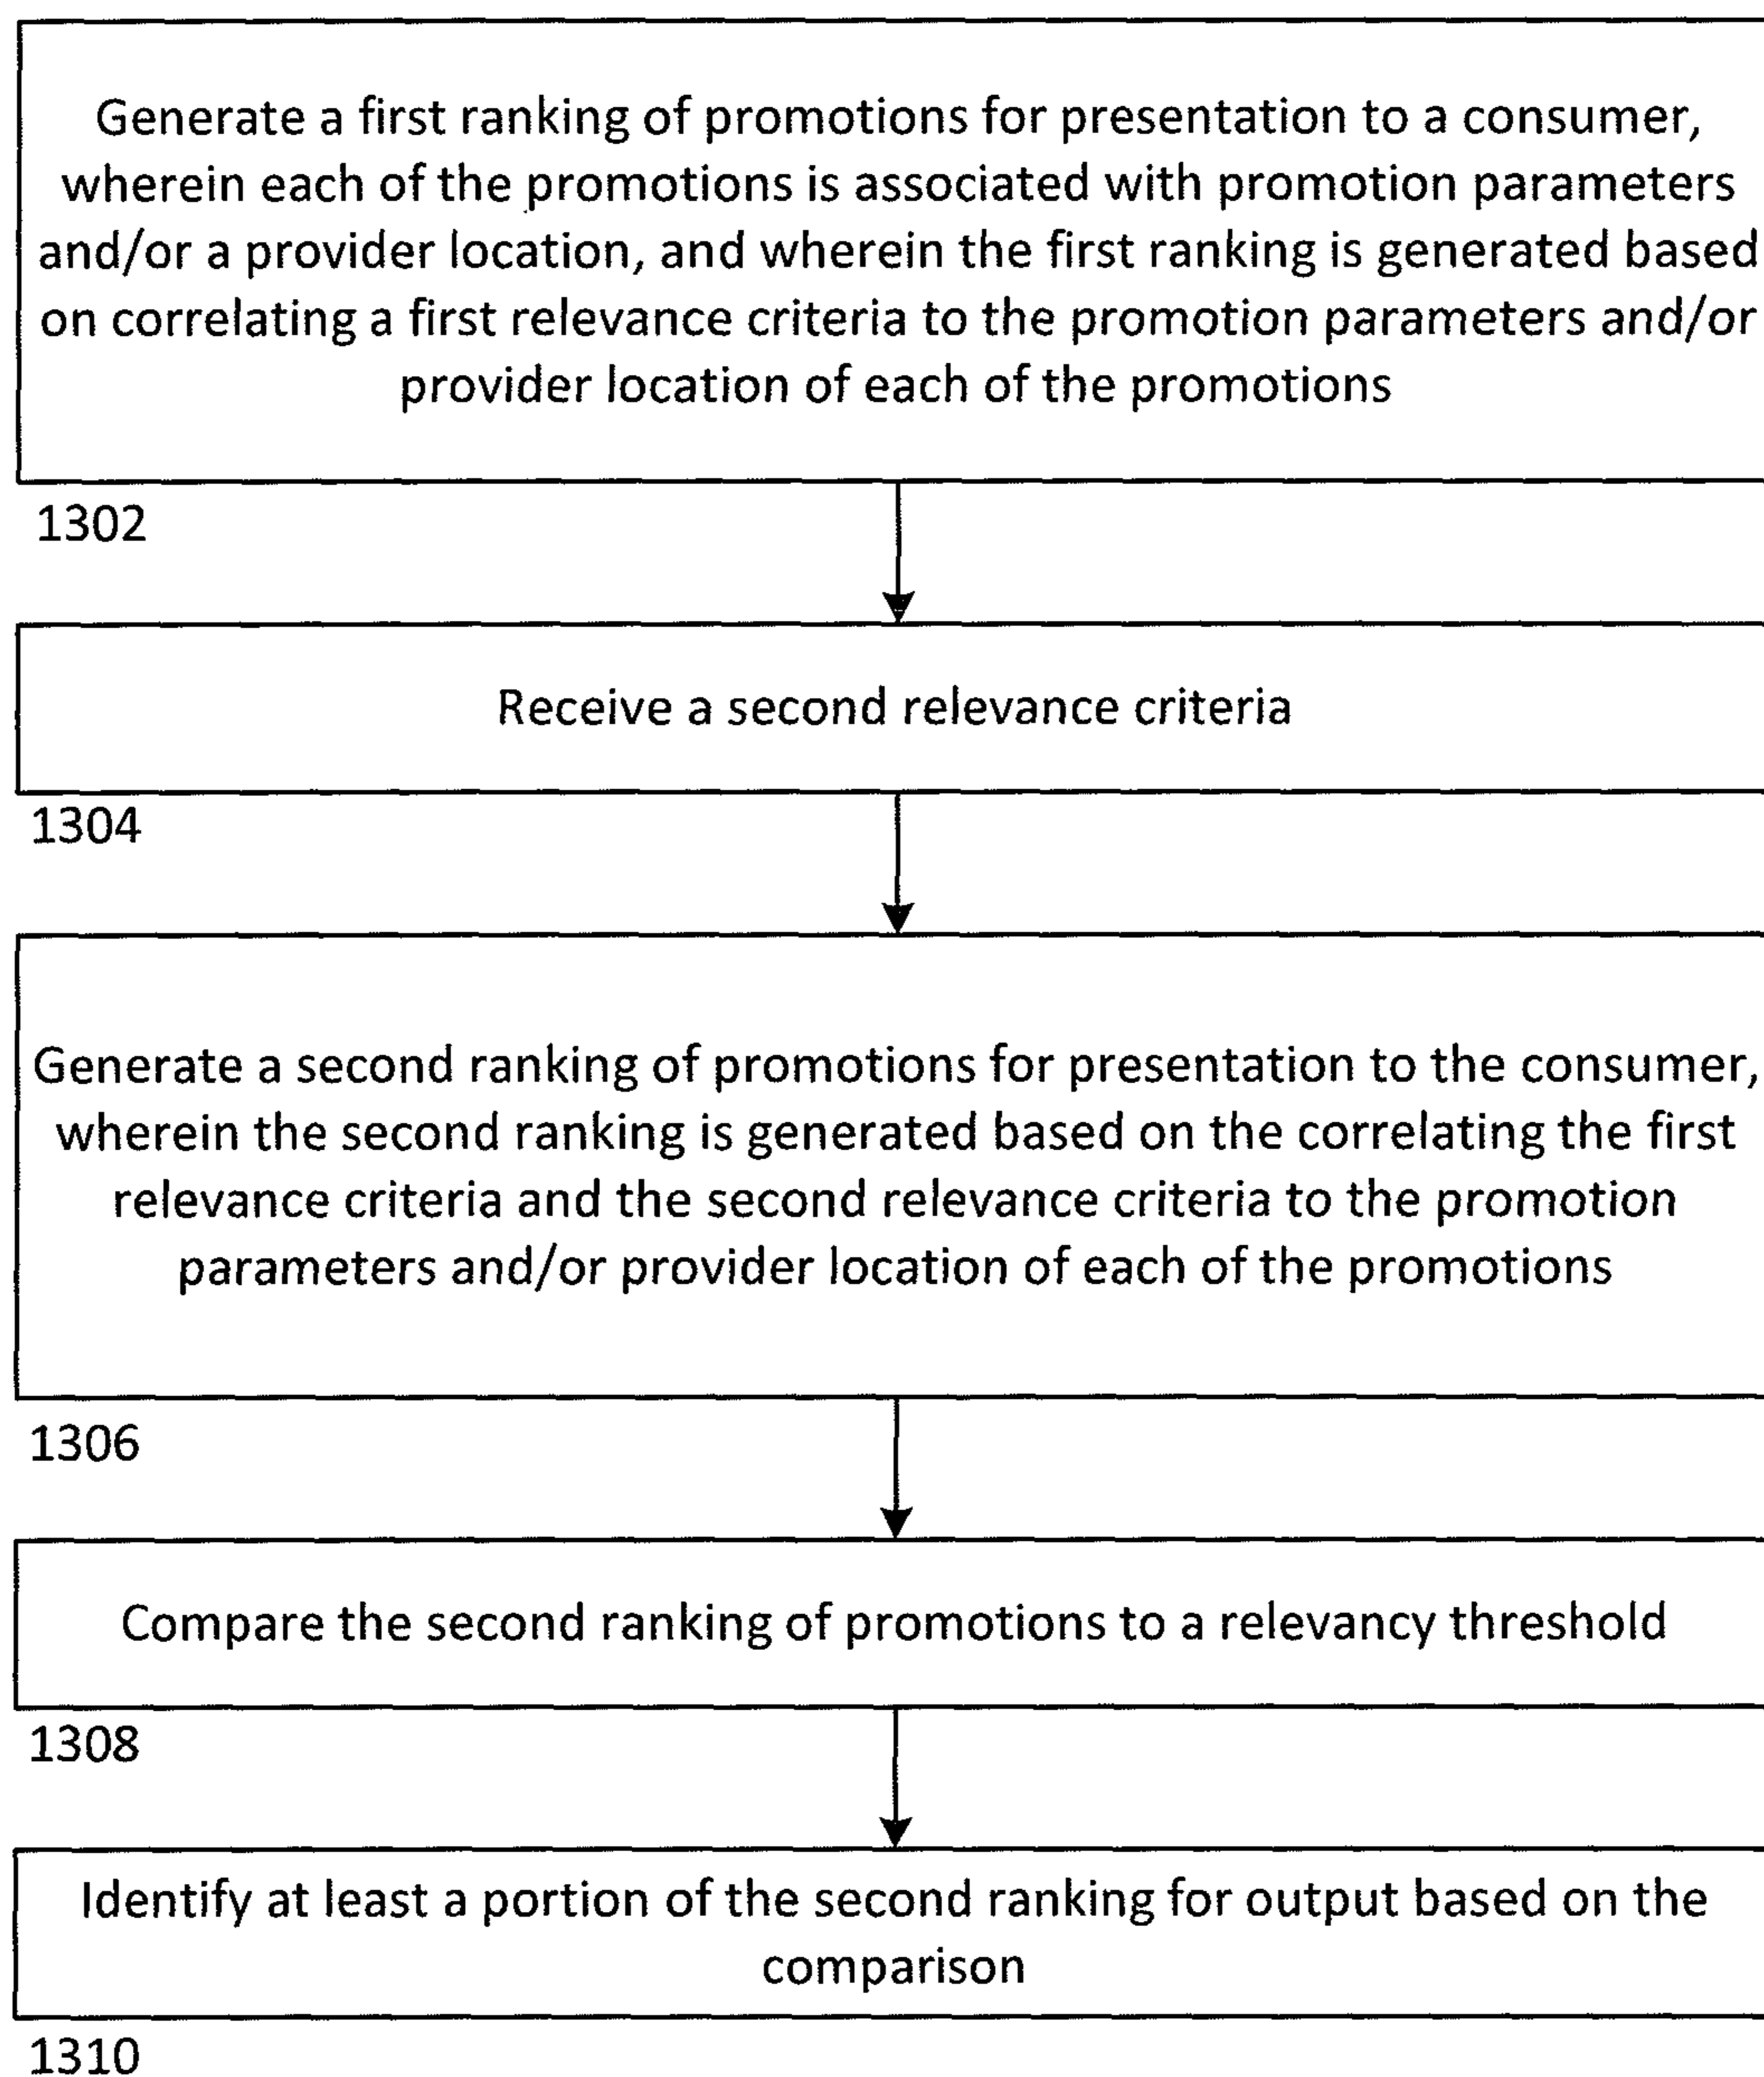 Generate a first ranking of promotions for presentation to a consumer,
wherein each of the promotions is associated with promotion parameters
and/or a provider location, and wherein the first ranking is generated based
on correlating a first relevance criteria to the promotion parameters and/or
provider location of each of the promotions
1302
Receive a second relevance criteria
1304
Generate a second ranking of promotions for presentation to the consumer,
wherein the second ranking is generated based on the correlating the first
relevance criteria and the second relevance criteria to the promotion
parameters and/or provider location of each of the promotions
1306
Compare the second ranking of promotions to a relevancy threshold
1308
Identify at least a portion of the second ranking for output based on the
comparison
1310